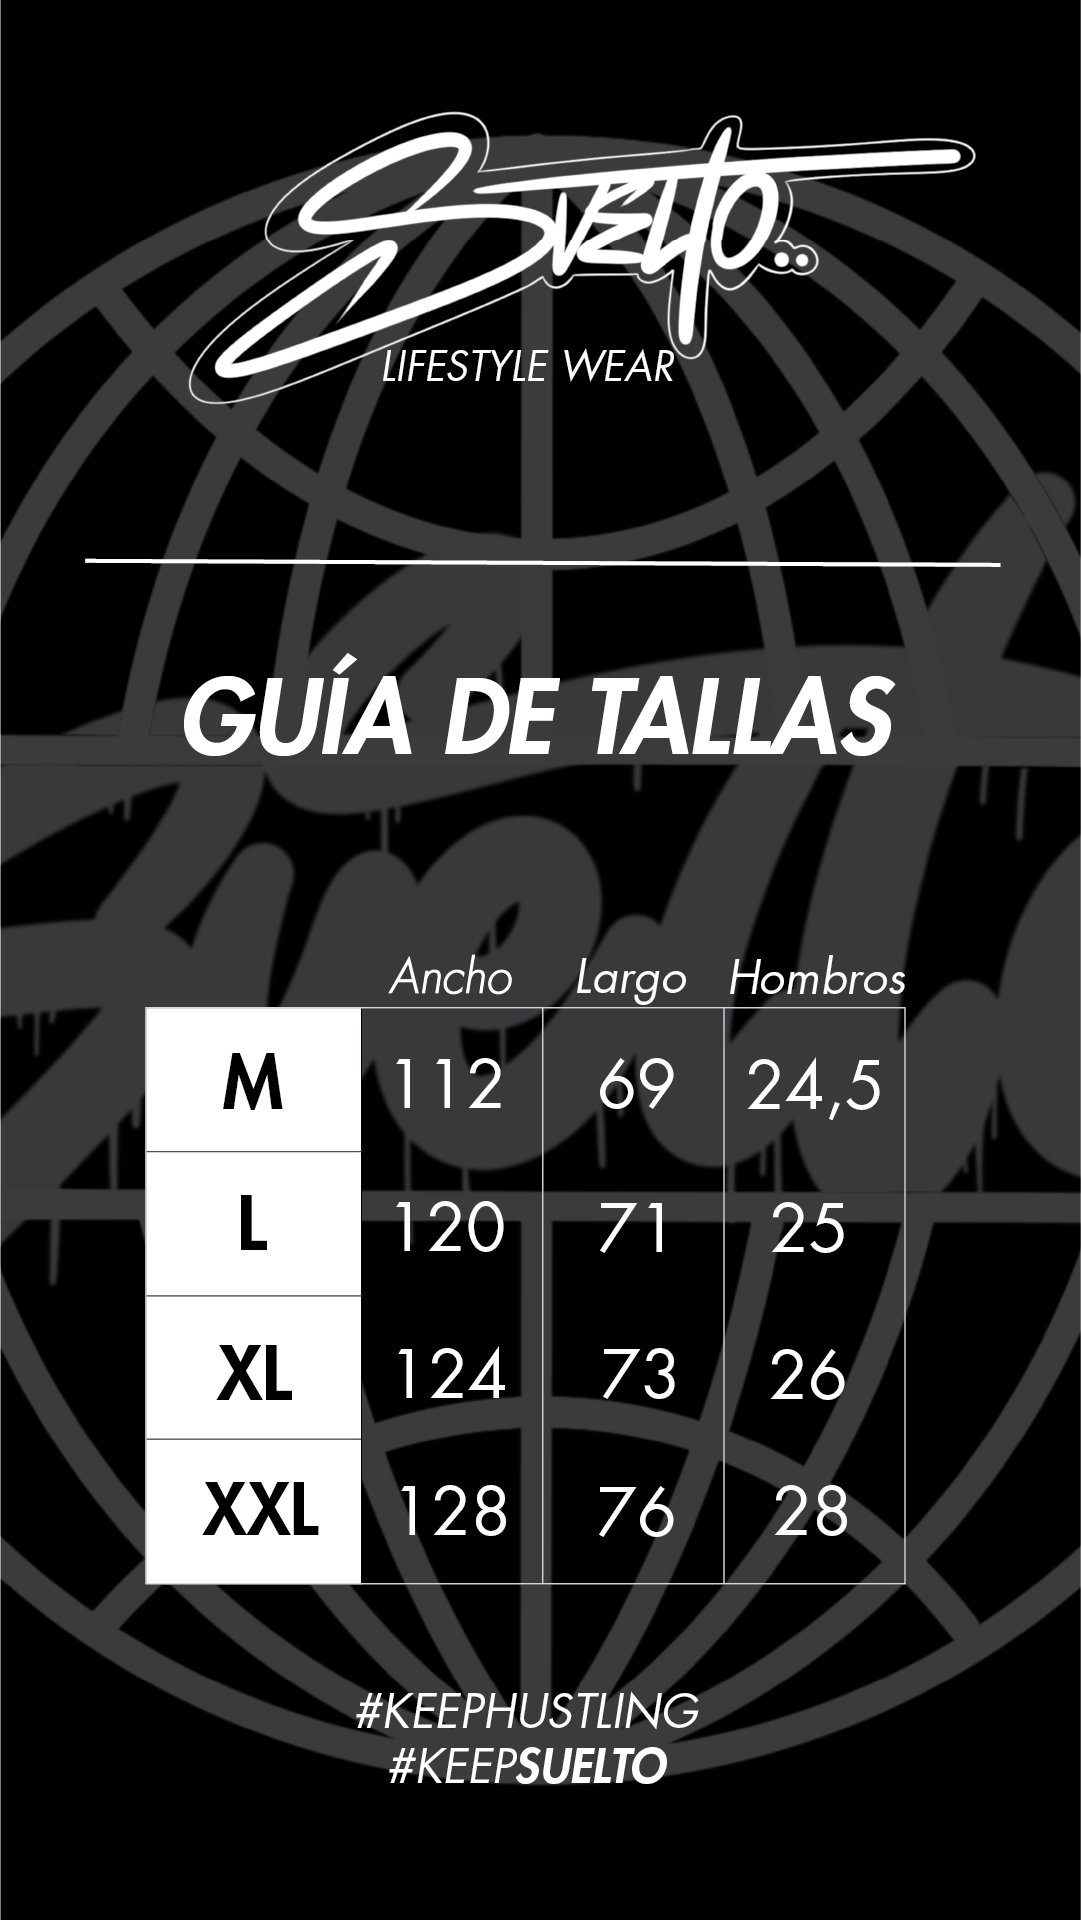 Suelto..
LIFESTYLE WEAR
GUÍA DE TALLAS
Ancho Largo Hombros
M 112 69 24,5
L 120 71 25
XL 124 73 26
XXL 128 76 28
#KEEPHUSTLING
#KEEPSUELTO